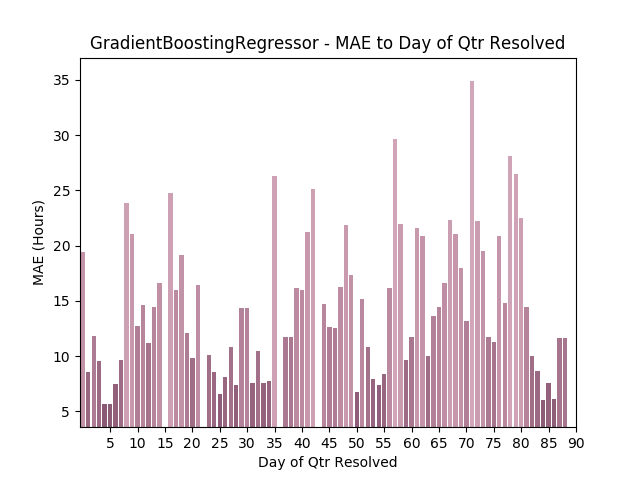 GradientBoostingRegressor - MAE to Day of Qtr Resolved
35
30
25
20
15
10
5
MAE (Hours)
5 10 15 20 25 30 35 40 45 50 55 60 65 70 75 80 85 90
Day of Qtr Resolved